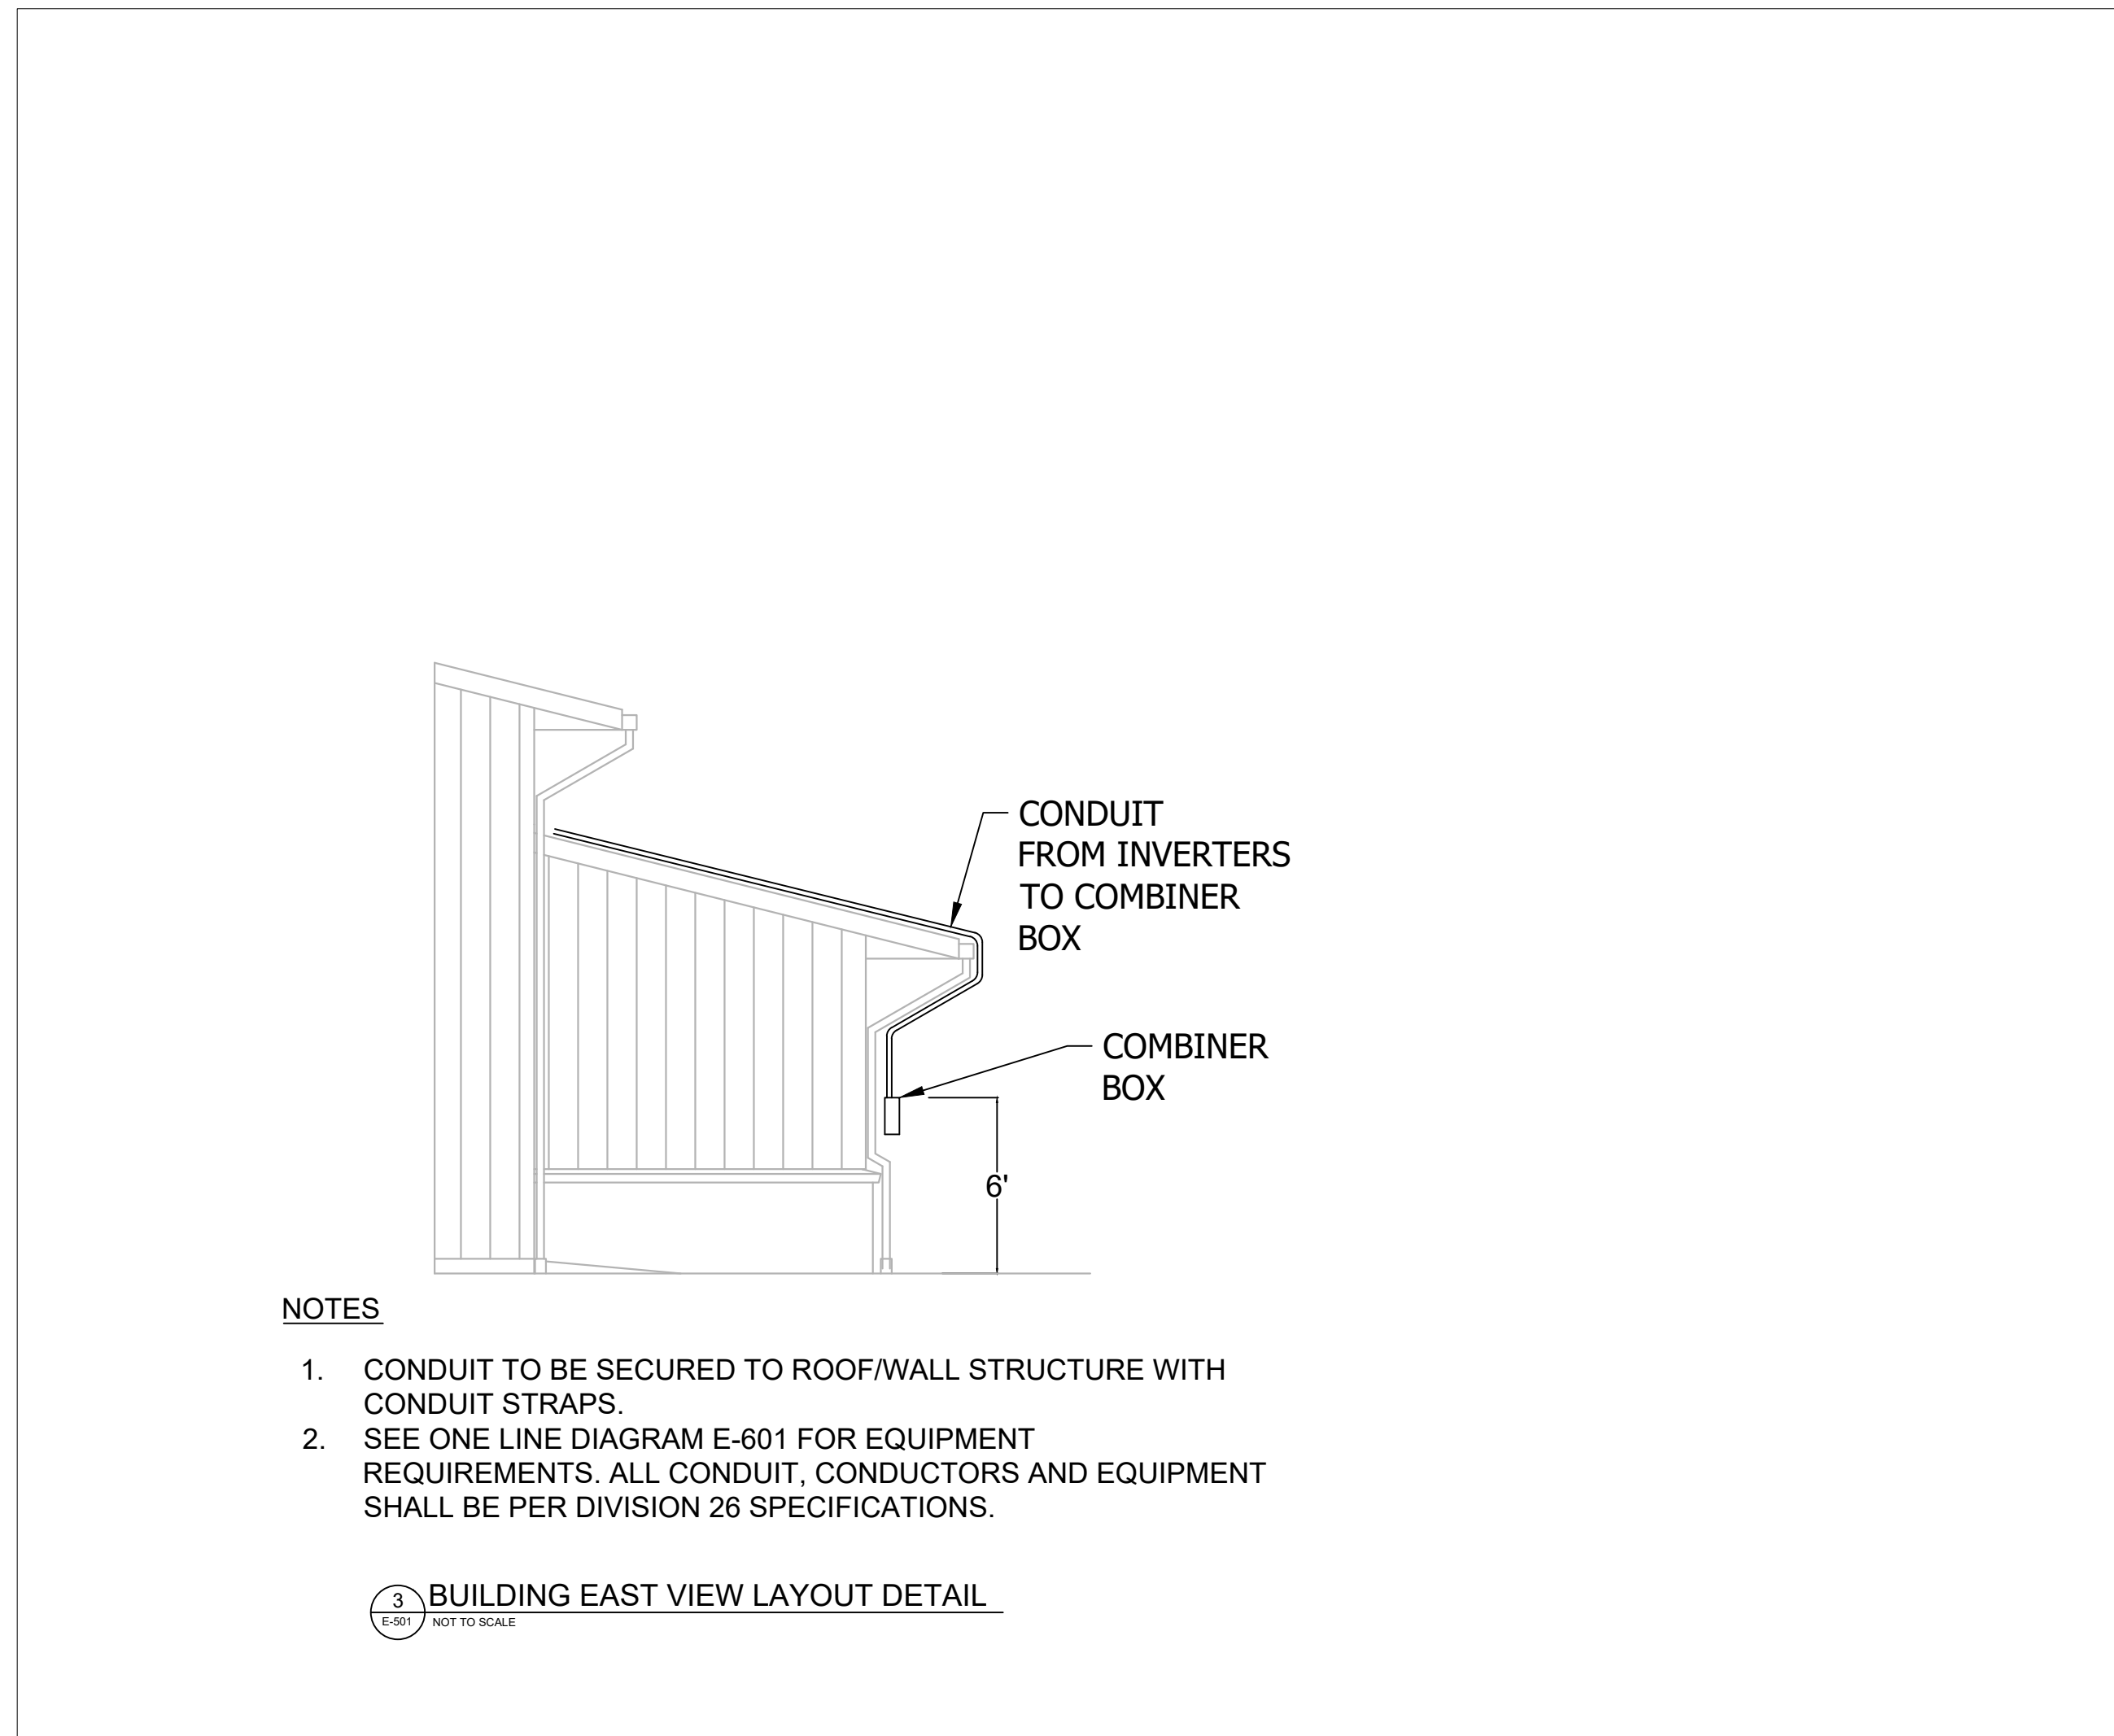 CONDUIT
FROM INVERTERS
TO COMBINER
BOX
COMBINER
BOX
6'
NOTES
1. CONDUIT TO BE SECURED TO ROOF/WALL STRUCTURE WITH
CONDUIT STRAPS.
2. SEE ONE LINE DIAGRAM E-601 FOR EQUIPMENT
REQUIREMENTS. ALL CONDUIT, CONDUCTORS AND EQUIPMENT
SHALL BE PER DIVISION 26 SPECIFICATIONS.
3 BUILDING EAST VIEW LAYOUT DETAIL
E-501 NOT TO SCALE